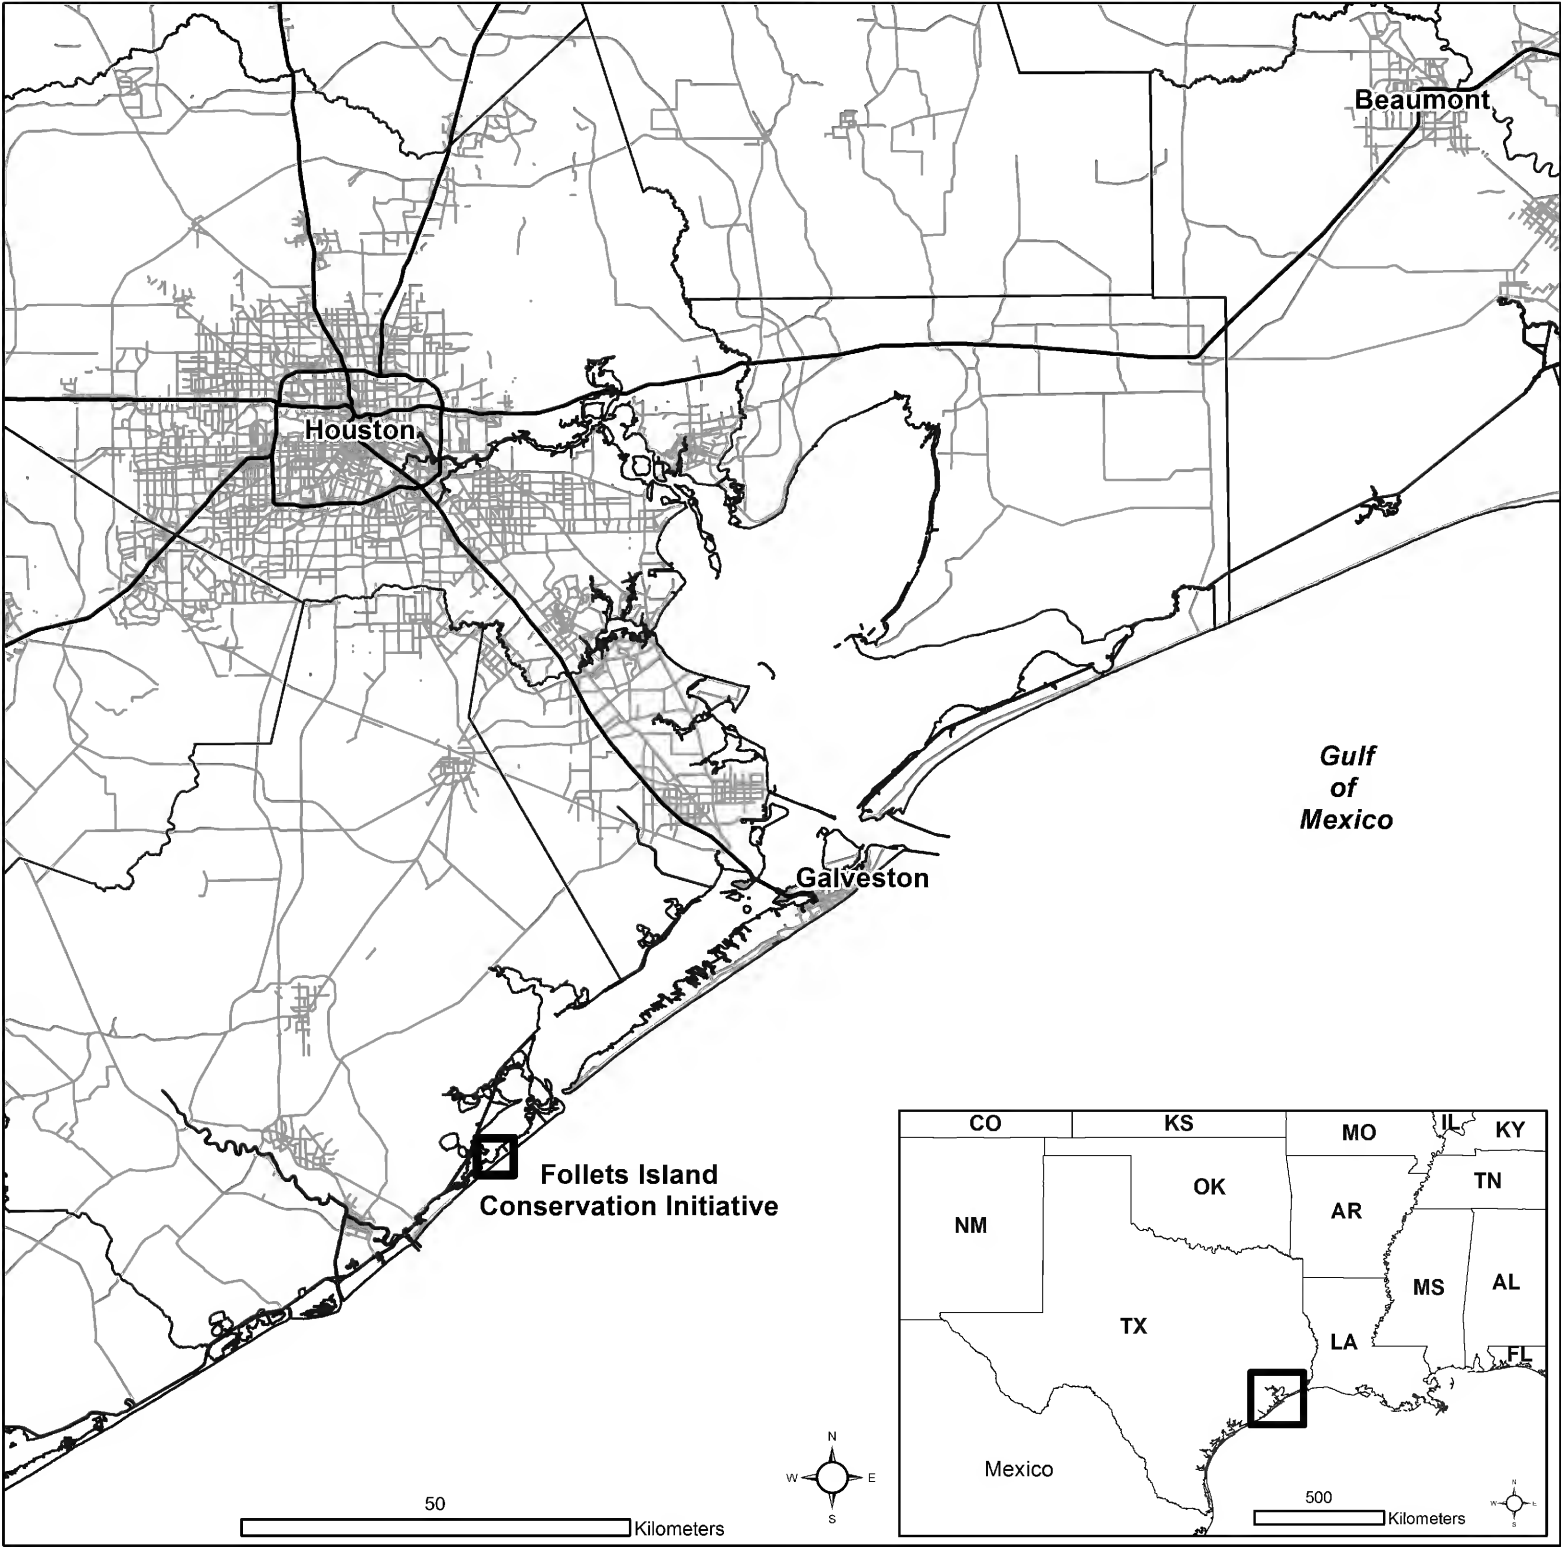 Beaumont
Houston
Gulf
of
Mexico
Galveston
Follets Island
Conservation Initiative
CO
KS
MO
IL
KY
TN
OK
AR
NM
MS
AL
TX
LA
FL
Mexico
N
W E
S
50
Kilometers
500
Kilometers
N
W E
S